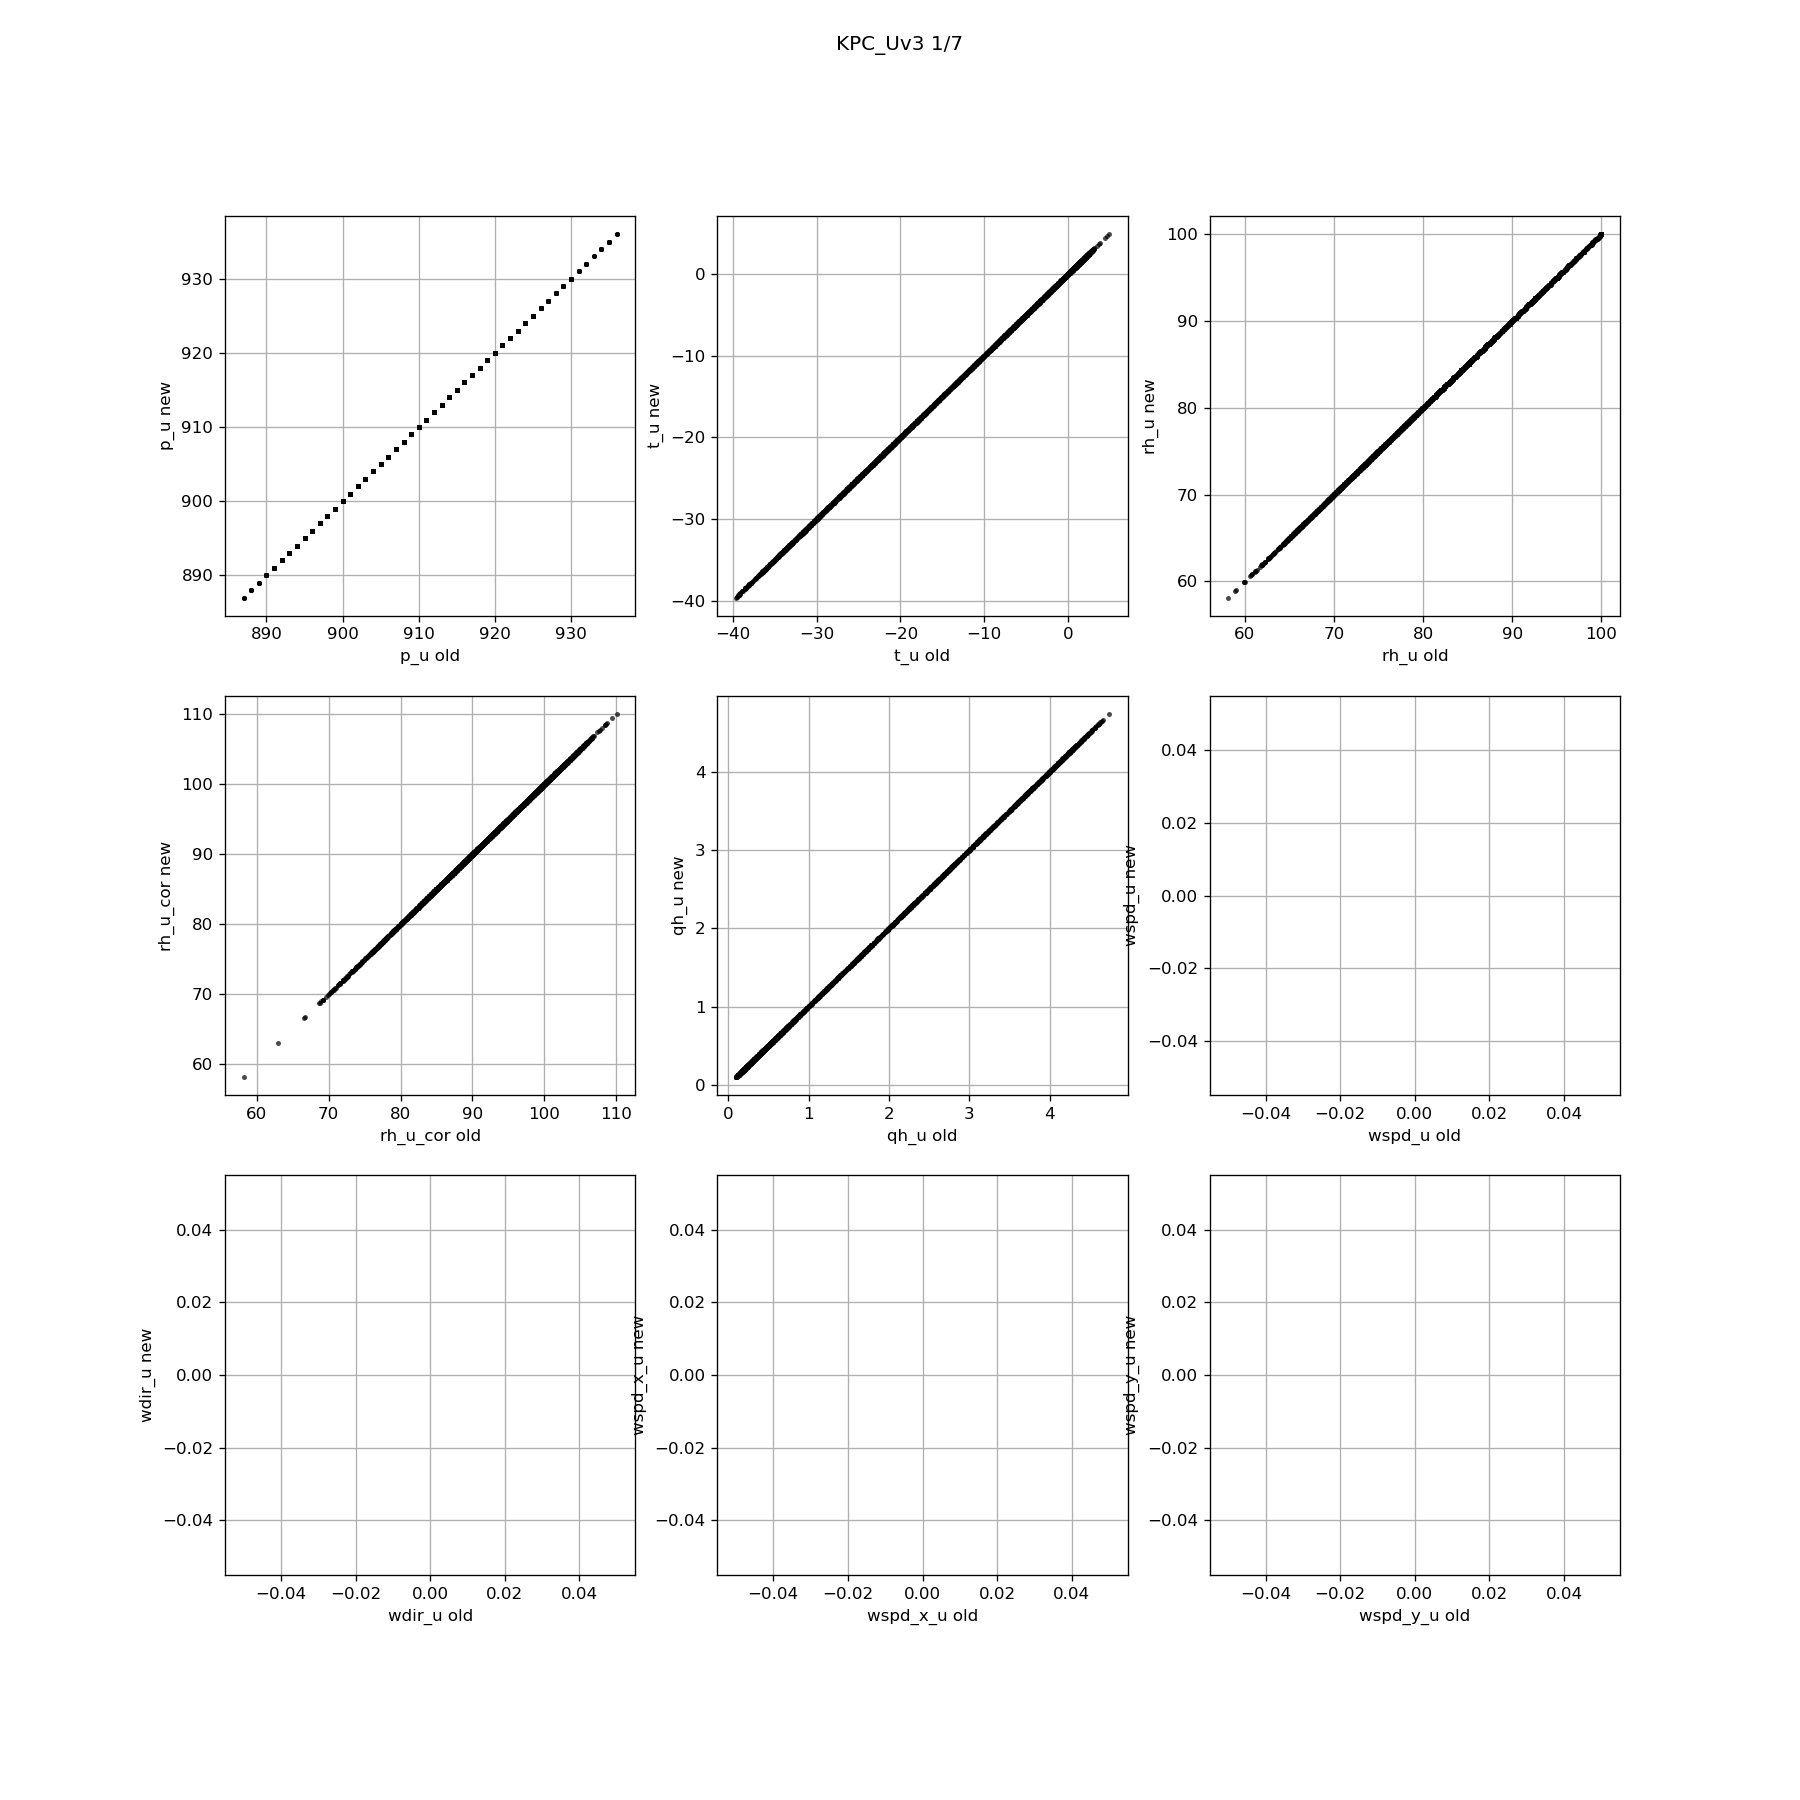 KPC_Uv3 1/7
p_u new
930
920
910
900
890
890 900 910 920 930
p_u old
t_u new
0
−10
−20
−30
−40
−40 −30 −20 −10 0
t_u old
rh_u new
100
90
80
70
60
60 70 80 90 100
rh_u old
rh_u_cor new
110
100
90
80
70
60
60 70 80 90 100 110
rh_u_cor old
qh_u new
4
3
2
1
0
0 1 2 3 4
qh_u old
wspd_u new
0.04
0.02
0.00
−0.02
−0.04
−0.04 −0.02 0.00 0.02 0.04
wspd_u old
wdir_u new
0.04
0.02
0.00
−0.02
−0.04
−0.04 −0.02 0.00 0.02 0.04
wdir_u old
wspd_x_u new
0.04
0.02
0.00
−0.02
−0.04
−0.04 −0.02 0.00 0.02 0.04
wspd_x_u old
wspd_y_u new
0.04
0.02
0.00
−0.02
−0.04
−0.04 −0.02 0.00 0.02 0.04
wspd_y_u old